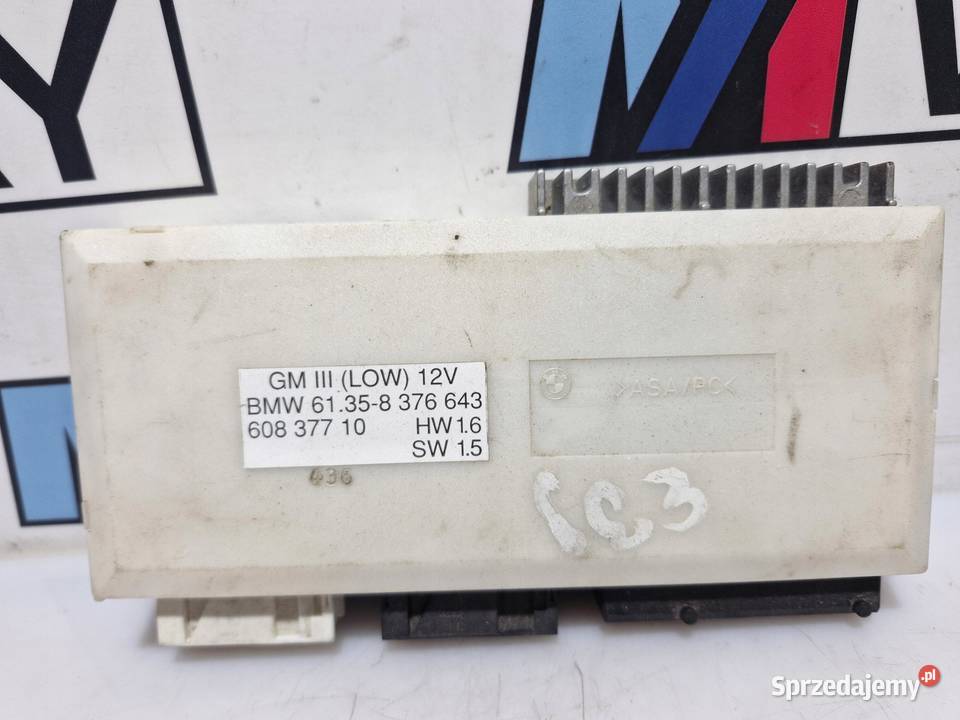 GM III (LOW) 12V
BMW 61.35-8 376 643
608 377 10 HW 1.6
SW 1.5
>ASA/PC<
436
163
Sprzedajemy.pl